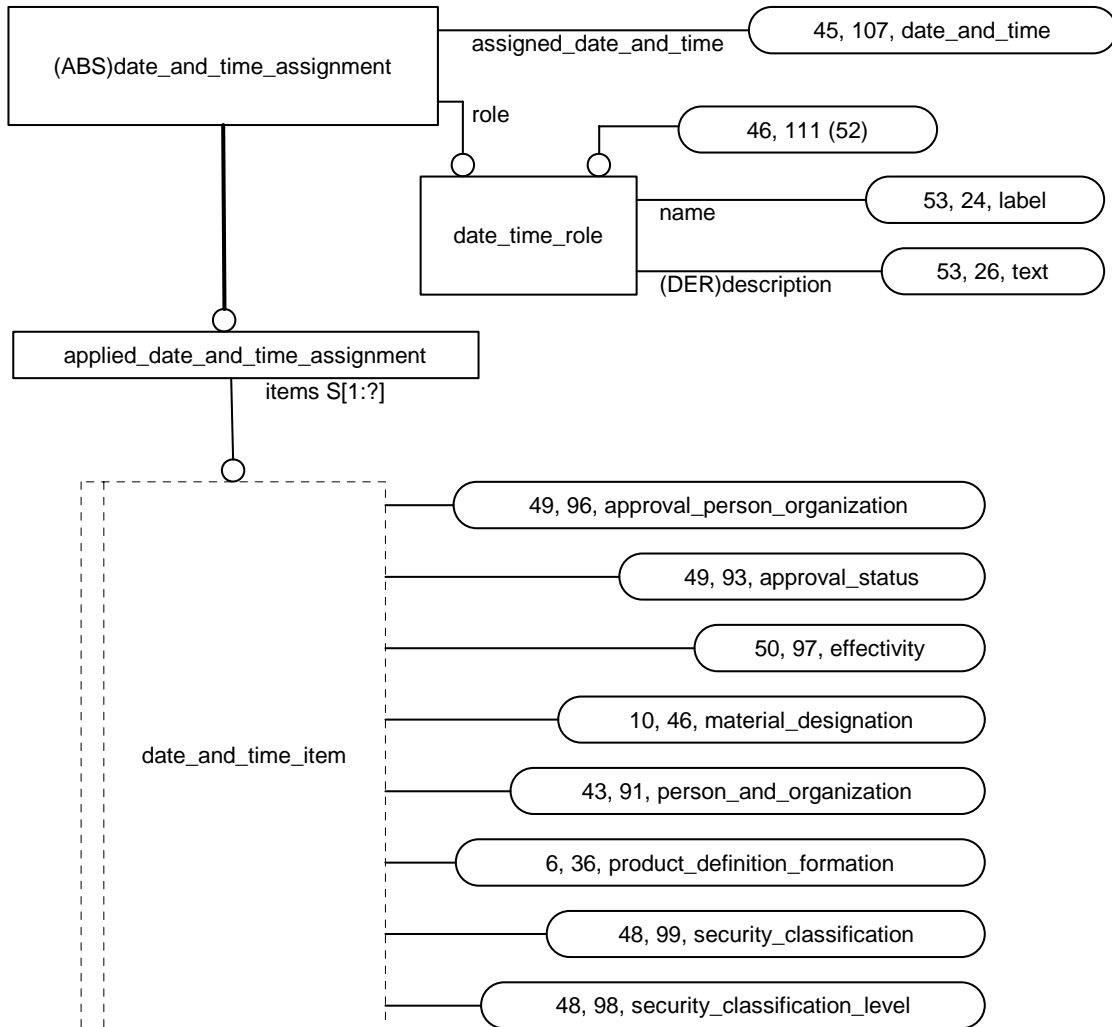 (ABS)date_and_time_assignment
assigned_date_and_time
45, 107, date_and_time
role
46, 111 (52)
date_time_role
name
53, 24, label
(DER)description
53, 26, text
applied_date_and_time_assignment
items S[1:?]
date_and_time_item
49, 96, approval_person_organization
49, 93, approval_status
50, 97, effectivity
10, 46, material_designation
43, 91, person_and_organization
6, 36, product_definition_formation
48, 99, security_classification
48, 98, security_classification_level